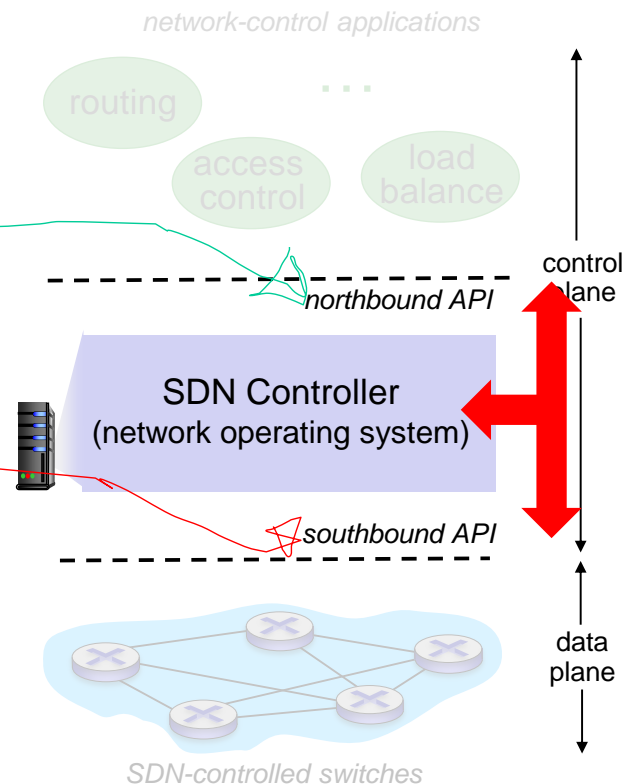 network-control applications
routing
...
access
control
load
balance
control
plane
northbound API
SDN Controller
(network operating system)
southbound API
data
plane
SDN-controlled switches